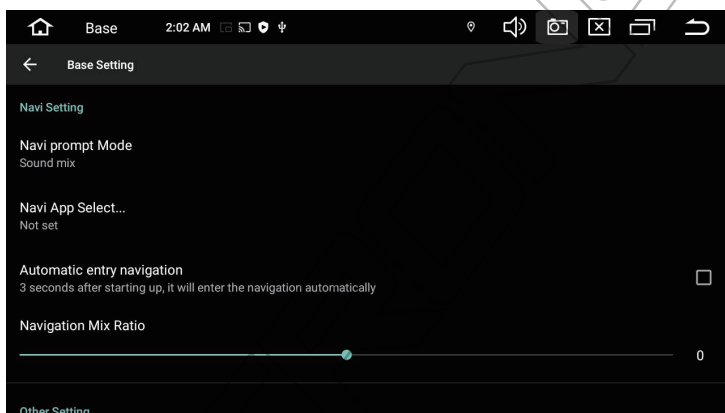 Base 2:02 AM
Base Setting
Navi Setting
Navi prompt Mode
Sound mix
Navi App Select...
Not set
Automatic entry navigation
3 seconds after starting up, it will enter the navigation automatically
Navigation Mix Ratio
0
Other Setting